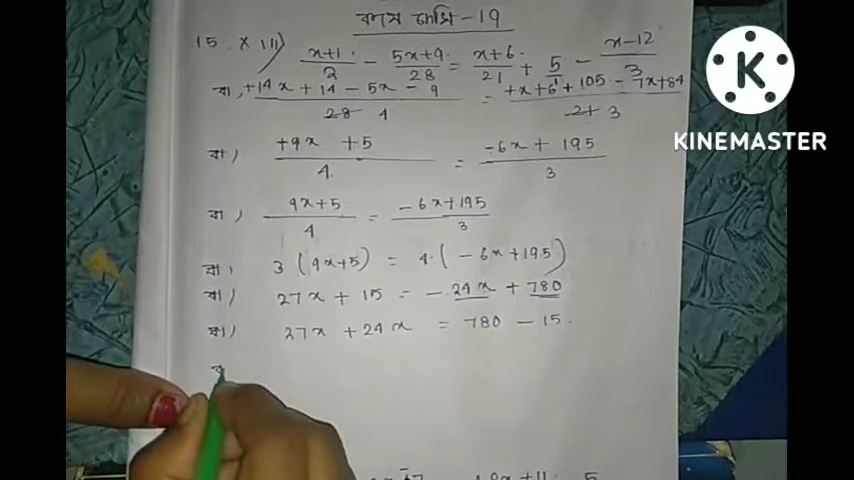 কষে দেখি - 19
15. x iii) (x+1)/2 - (5x+9)/28 = (x+6)/21 + 5 - (x-12)/3
বা, (+14x + 14 - 5x - 9)/28 4 = (+x+6+105-7x+84)/21 3
বা, (+9x +5)/4 = (-6x + 195)/3
বা, (9x+5)/4 = (-6x+195)/3
বা, 3 (9x+5) = 4.(-6x+195)
বা, 27x + 15 = -24x + 780
বা, 27x + 24x = 780 - 15.
K
KINEMASTER